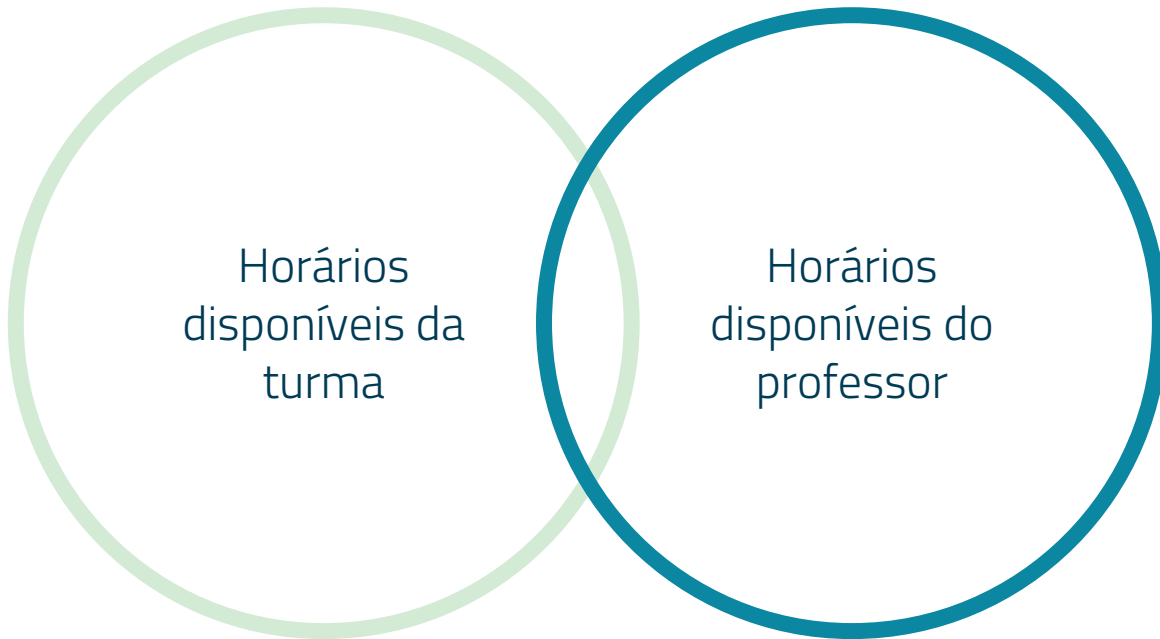 Horários
disponíveis da
turma
Horários
disponíveis do
professor